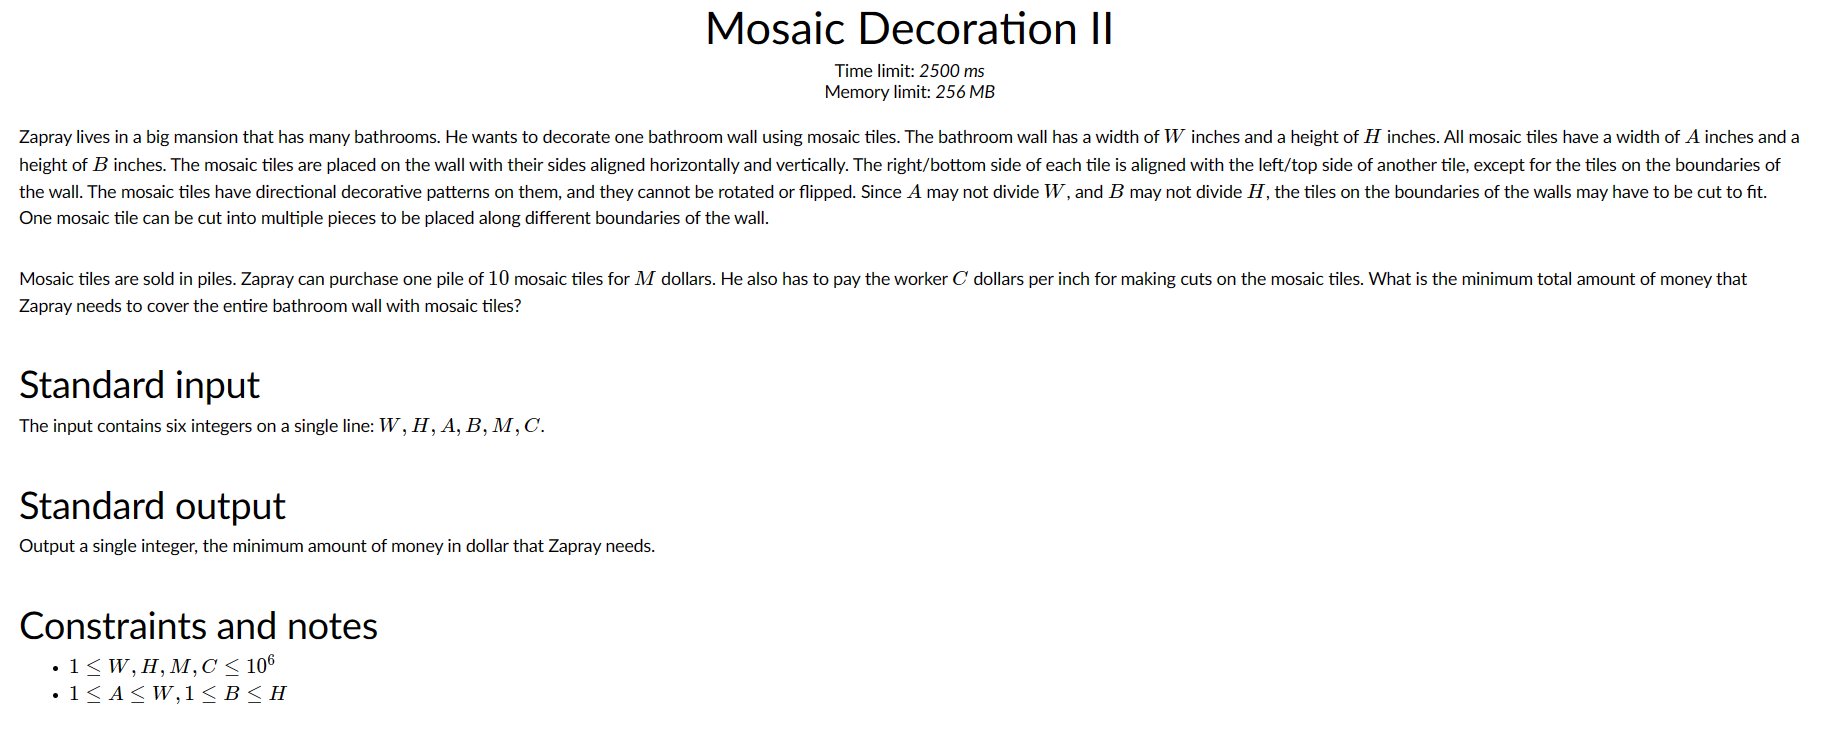 Mosaic Decoration II
Time limit: 2500 ms
Memory limit: 256 MB
Zapray lives in a big mansion that has many bathrooms. He wants to decorate one bathroom wall using mosaic tiles. The bathroom wall has a width of W inches and a height of H inches. All mosaic tiles have a width of A inches and a
height of B inches. The mosaic tiles are placed on the wall with their sides aligned horizontally and vertically. The right/bottom side of each tile is aligned with the left/top side of another tile, except for the tiles on the boundaries of
the wall. The mosaic tiles have directional decorative patterns on them, and they cannot be rotated or flipped. Since A may not divide W, and B may not divide H, the tiles on the boundaries of the walls may have to be cut to fit.
One mosaic tile can be cut into multiple pieces to be placed along different boundaries of the wall.
Mosaic tiles are sold in piles. Zapray can purchase one pile of 10 mosaic tiles for M dollars. He also has to pay the worker C dollars per inch for making cuts on the mosaic tiles. What is the minimum total amount of money that
Zapray needs to cover the entire bathroom wall with mosaic tiles?
Standard input
The input contains six integers on a single line: W, H, A, B, M, C.
Standard output
Output a single integer, the minimum amount of money in dollar that Zapray needs.
Constraints and notes
• 1 ≤ W, H, M, C ≤ 10⁶
• 1 ≤ A ≤ W, 1 ≤ B ≤ H